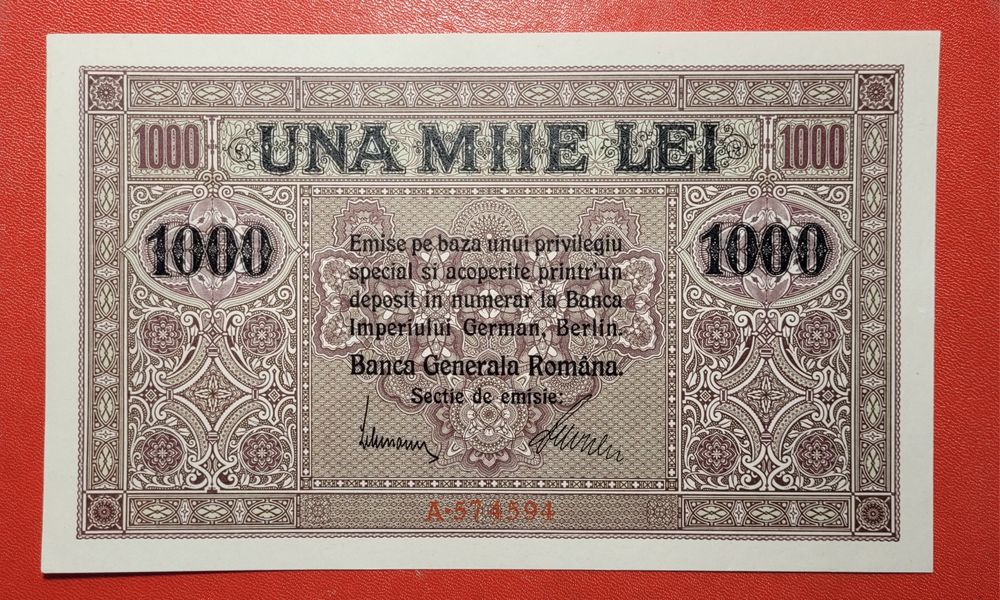 1000 UNA MIIE LEI 1000
1000 1000
Emise pe baza unui privilegiu
special si acoperite printr'un
deposit in numerar la Banca
Imperiului German, Berlin.
Banca Generala Româna.
Sectie de emisie:
A·574594